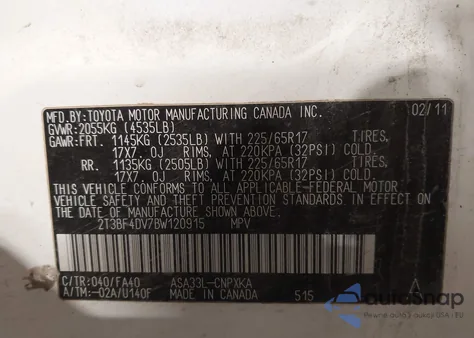 MFD.BY:TOYOTA MOTOR MANUFACTURING CANADA INC. 02/11
GVWR:2055KG (4535LB)
GAWR:FRT. 1145KG (2535LB) WITH 225/65R17 TIRES,
17X7 OJ RIMS, AT 220KPA (32PSI) COLD.
RR. 1135KG (2505LB) WITH 225/65R17 TIRES,
17X7 OJ RIMS, AT 220KPA (32PSI) COLD.
THIS VEHICLE CONFORMS TO ALL APPLICABLE-FEDERAL MOTOR
VEHICLE SAFETY AND THEFT PREVENTION STANDARDS IN
EFFECT ON THE DATE OF MANUFACTURE SHOWN ABOVE.
2T3BF4DV7BW120915 MPV
C/TR:040/FA40 ASA33L-CNPXKA A
A/TM:-02A/U140F MADE IN CANADA 515
AutoSnap